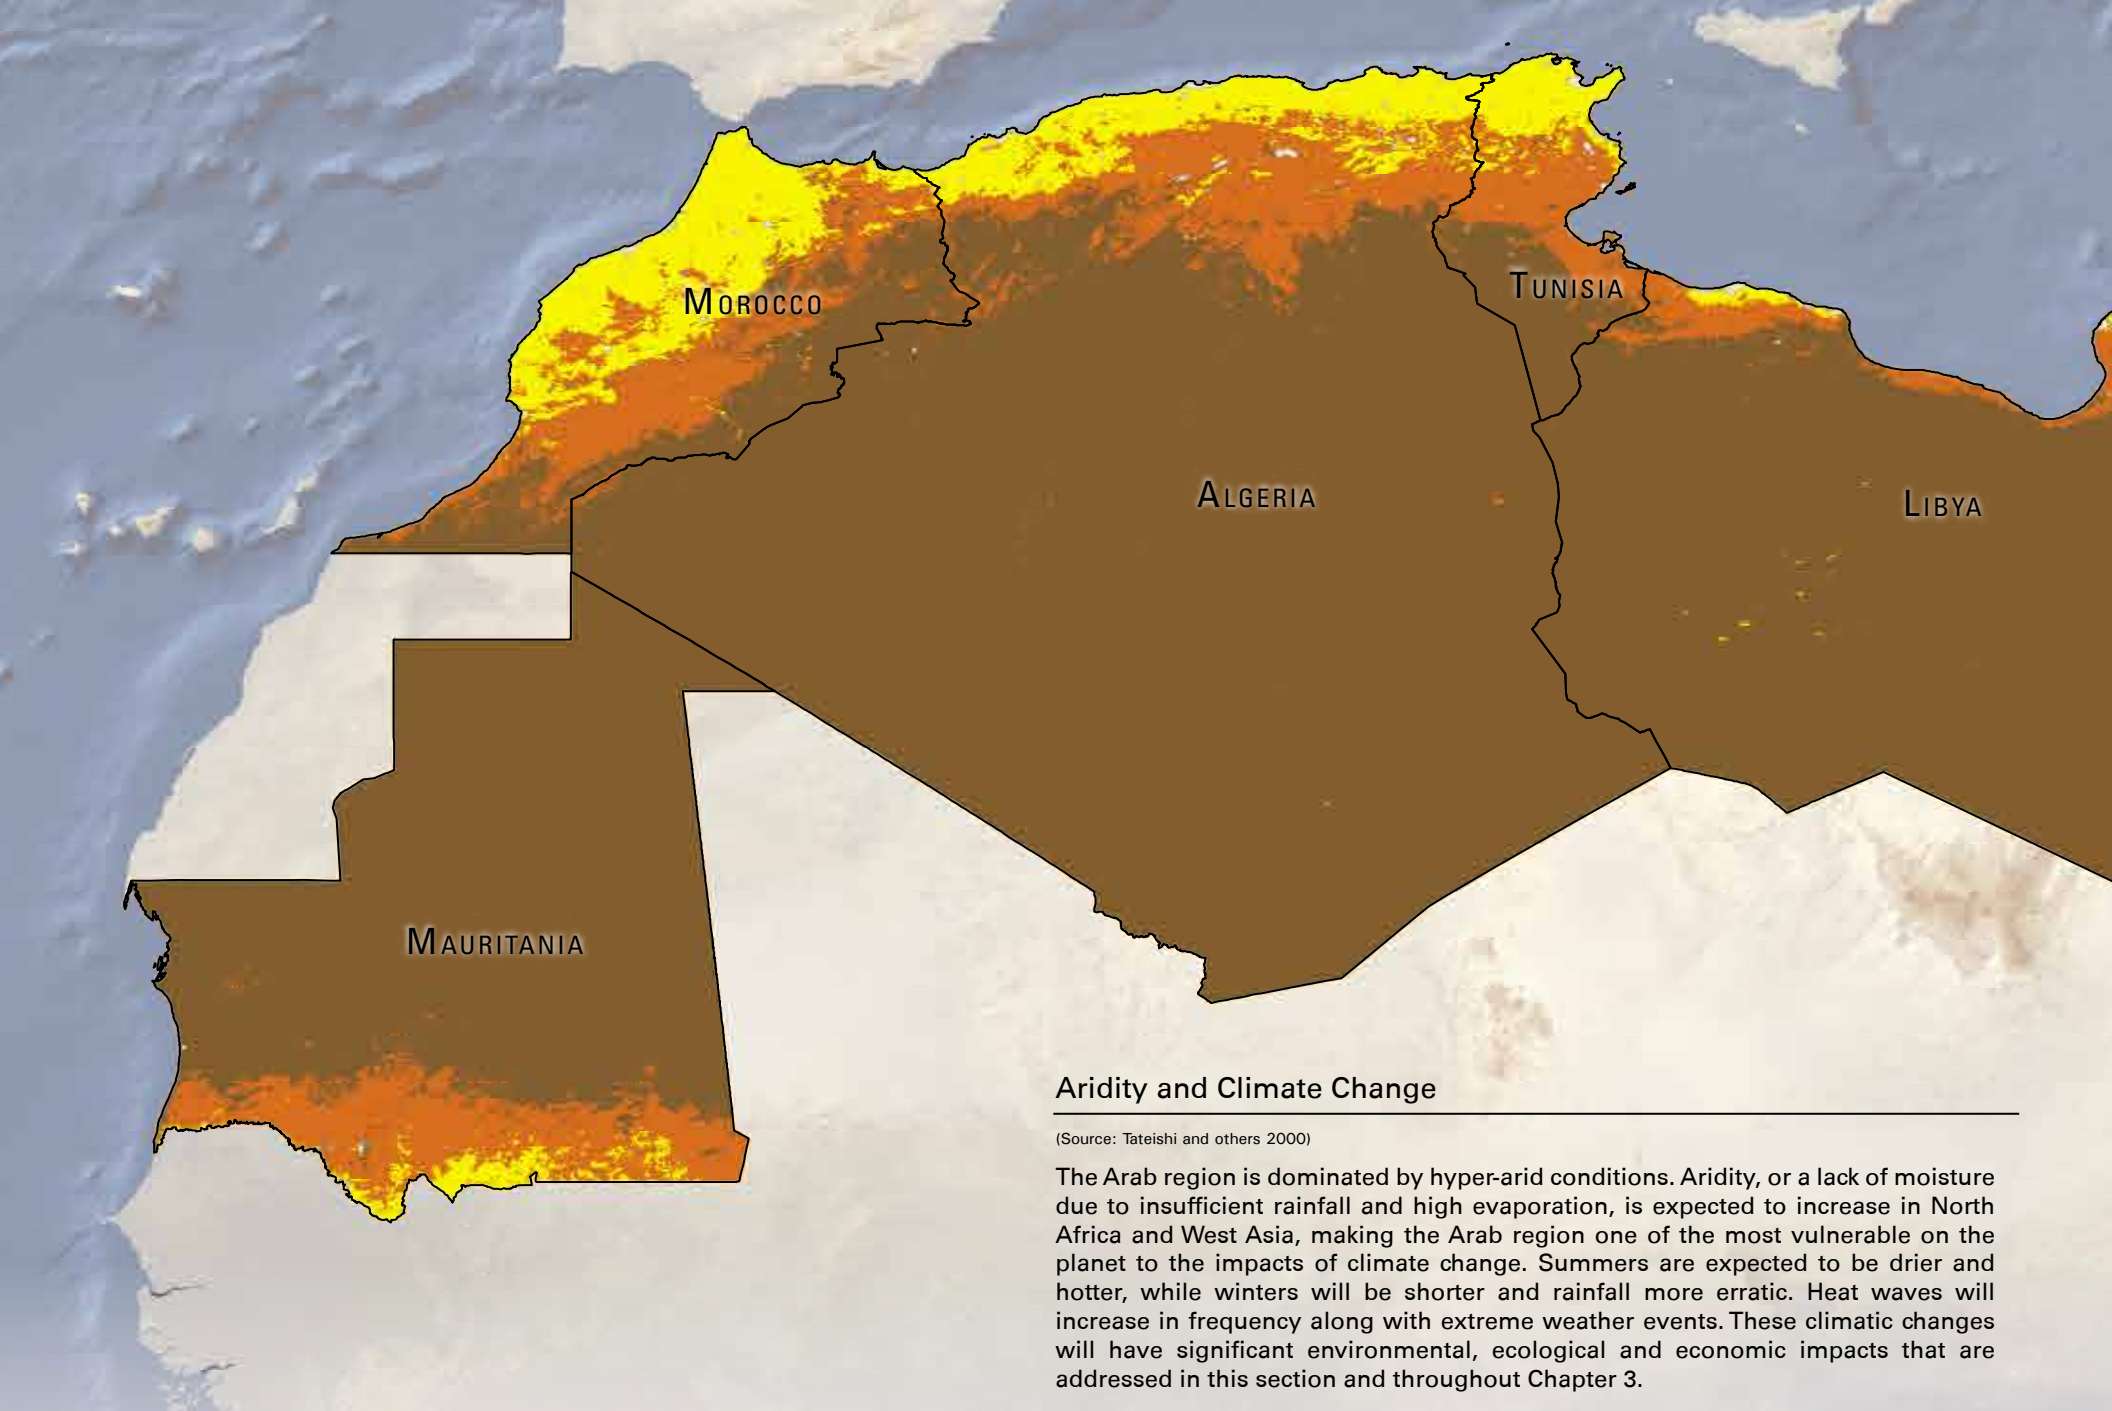 MOROCCO
TUNISIA
ALGERIA
LIBYA
MAURITANIA
Aridity and Climate Change
(Source: Tateishi and others 2000)
The Arab region is dominated by hyper-arid conditions. Aridity, or a lack of moisture
due to insufficient rainfall and high evaporation, is expected to increase in North
Africa and West Asia, making the Arab region one of the most vulnerable on the
planet to the impacts of climate change. Summers are expected to be drier and
hotter, while winters will be shorter and rainfall more erratic. Heat waves will
increase in frequency along with extreme weather events. These climatic changes
will have significant environmental, ecological and economic impacts that are
addressed in this section and throughout Chapter 3.